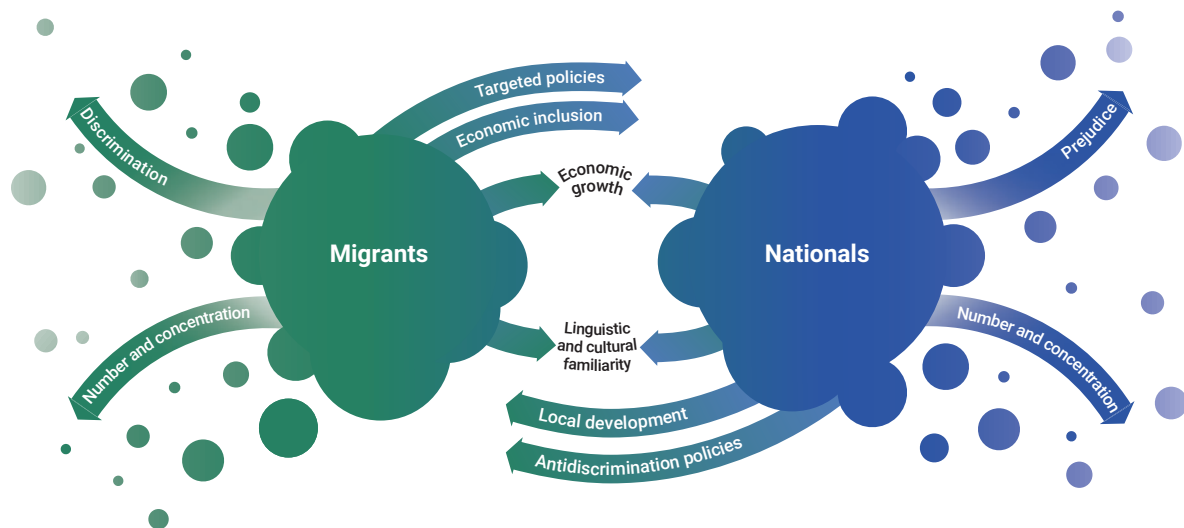 Targeted policies
Economic inclusion
Discrimination
Prejudice
Economic
growth
Migrants
Nationals
Number and concentration
Linguistic
and cultural
familiarity
Number and concentration
Local development
Antidiscrimination policies